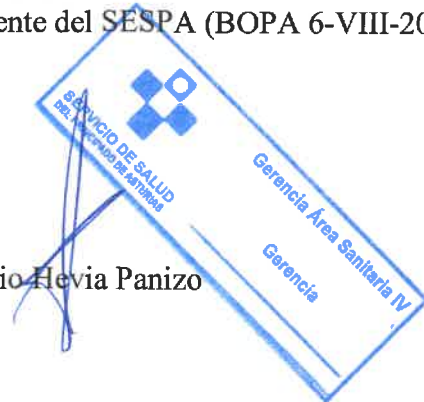 ente del SESPA (BOPA 6-VIII-20
SERVICIO DE SALUD
DEL PRINCIPADO DE ASTURIAS
Gerencia Área Sanitaria IV
Gerencia
io Hevia Panizo